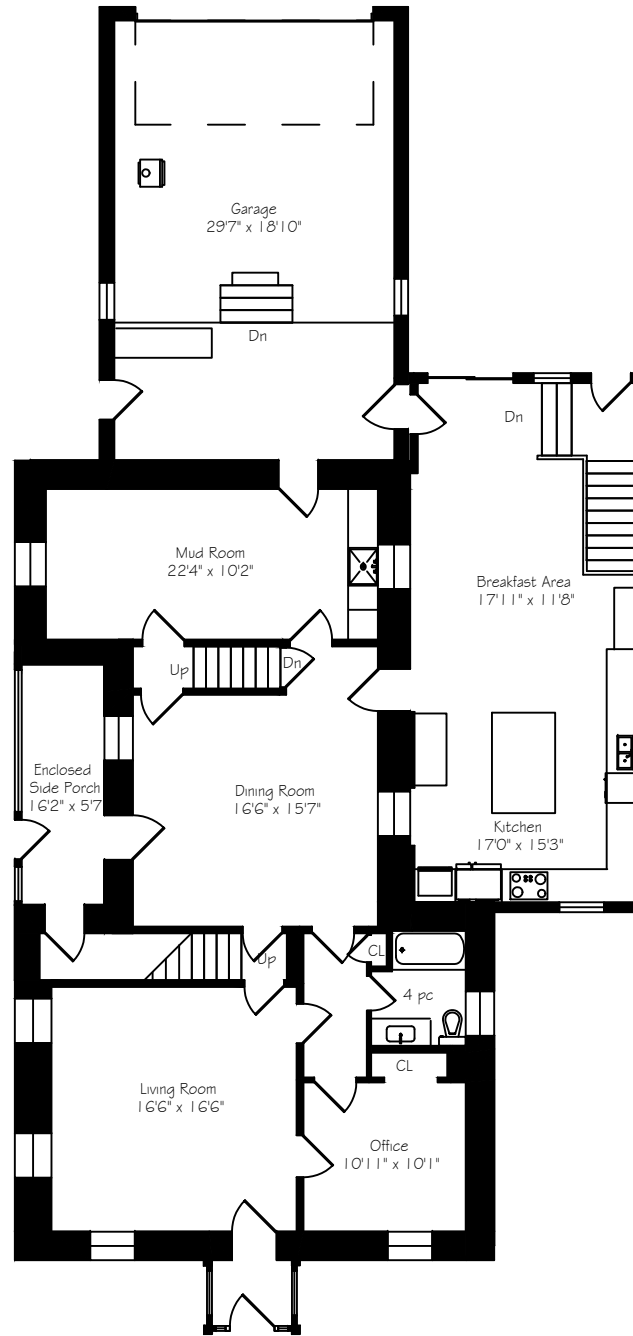 Garage
29'7" x 18'10"
Dn
Dn
Mud Room
22'4" x 10'2"
Breakfast Area
17'11" x 11'8"
Up
Dn
Enclosed
Side Porch
16'2" x 5'7
Dining Room
16'6" x 15'7"
Kitchen
17'0" x 15'3"
Up
CL
4 pc
CL
Living Room
16'6" x 16'6"
Office
10'11" x 10'1"